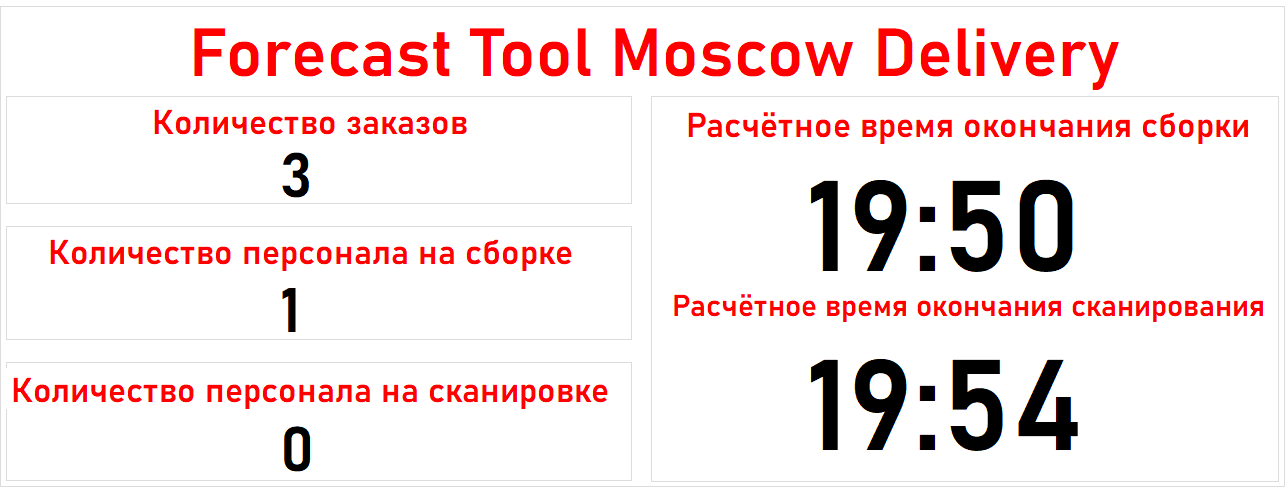 Forecast Tool Moscow Delivery
Количество заказов
3
Количество персонала на сборке
1
Количество персонала на сканировке
0
Расчётное время окончания сборки
19:50
Расчётное время окончания сканирования
19:54